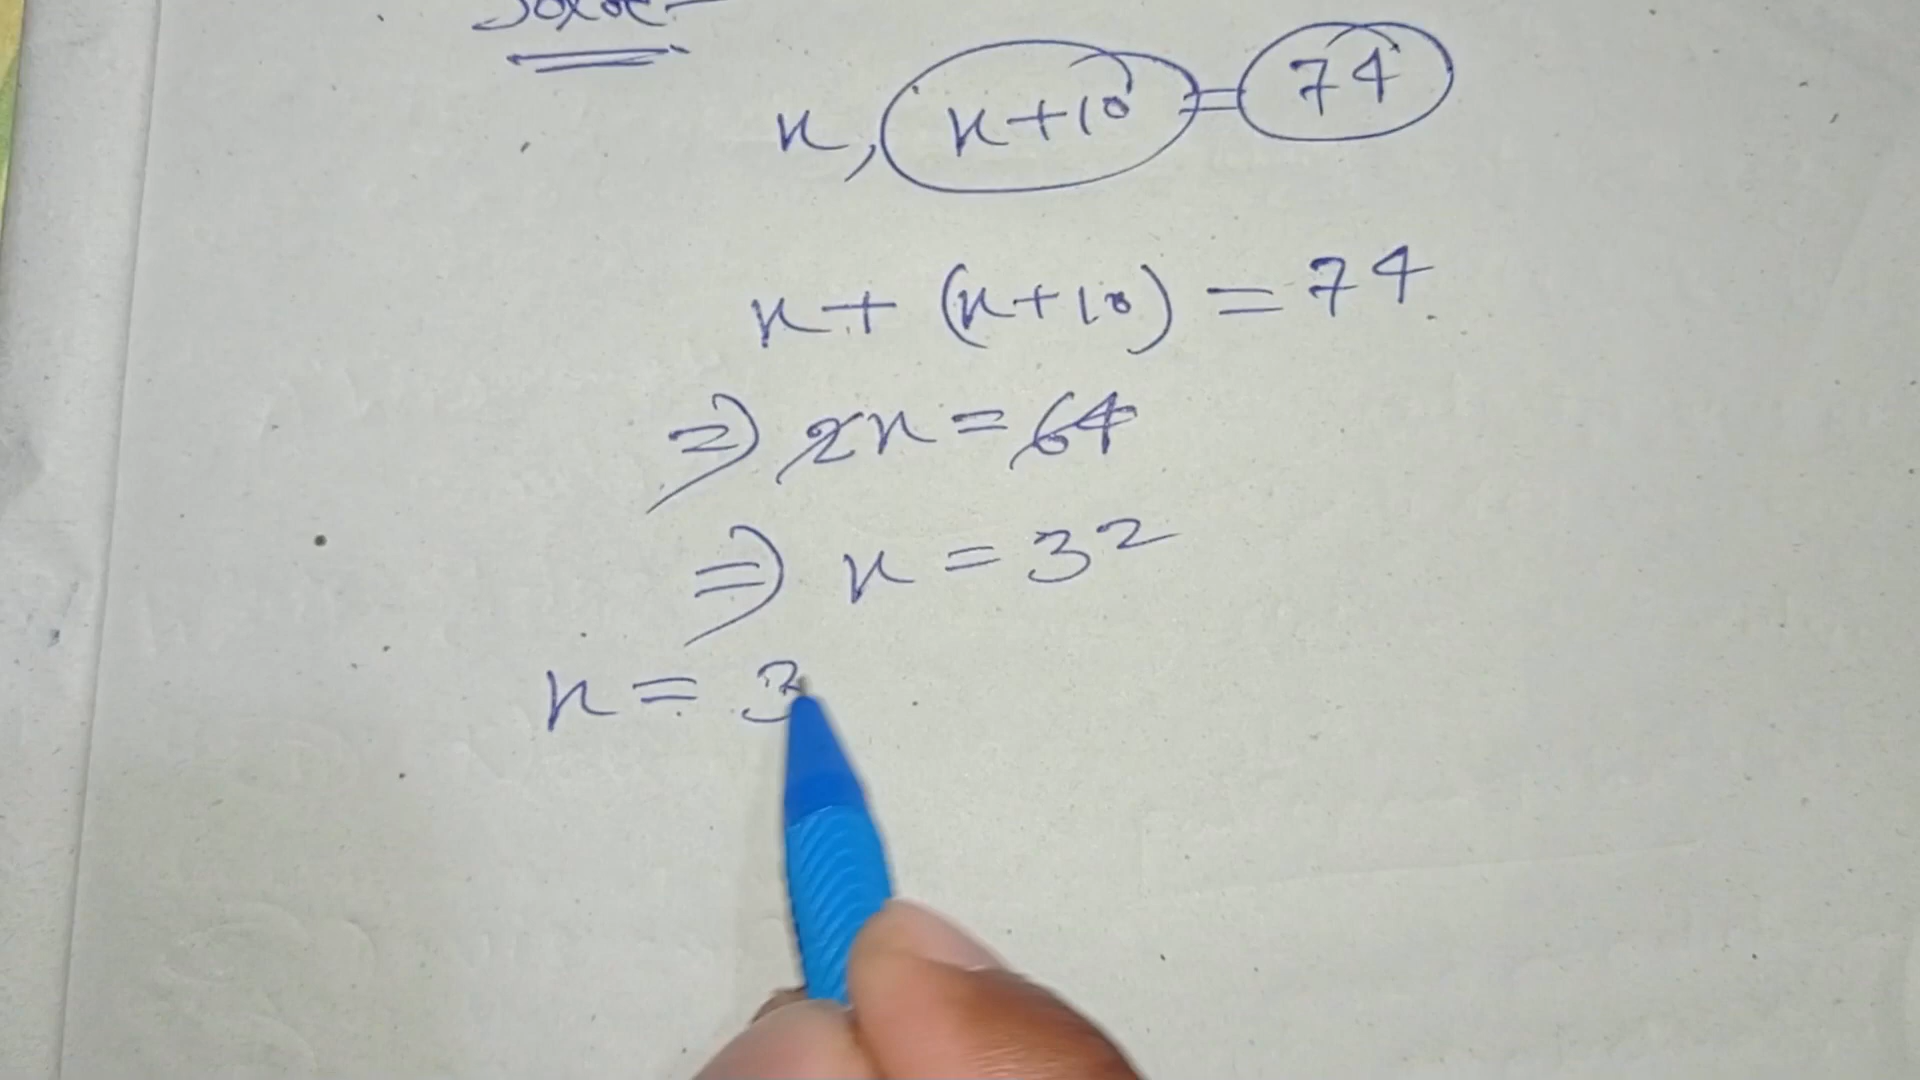 x, x+10 = 74
x + (x+10) = 74
⇒ 2x = 64
⇒ x = 32
x = 3